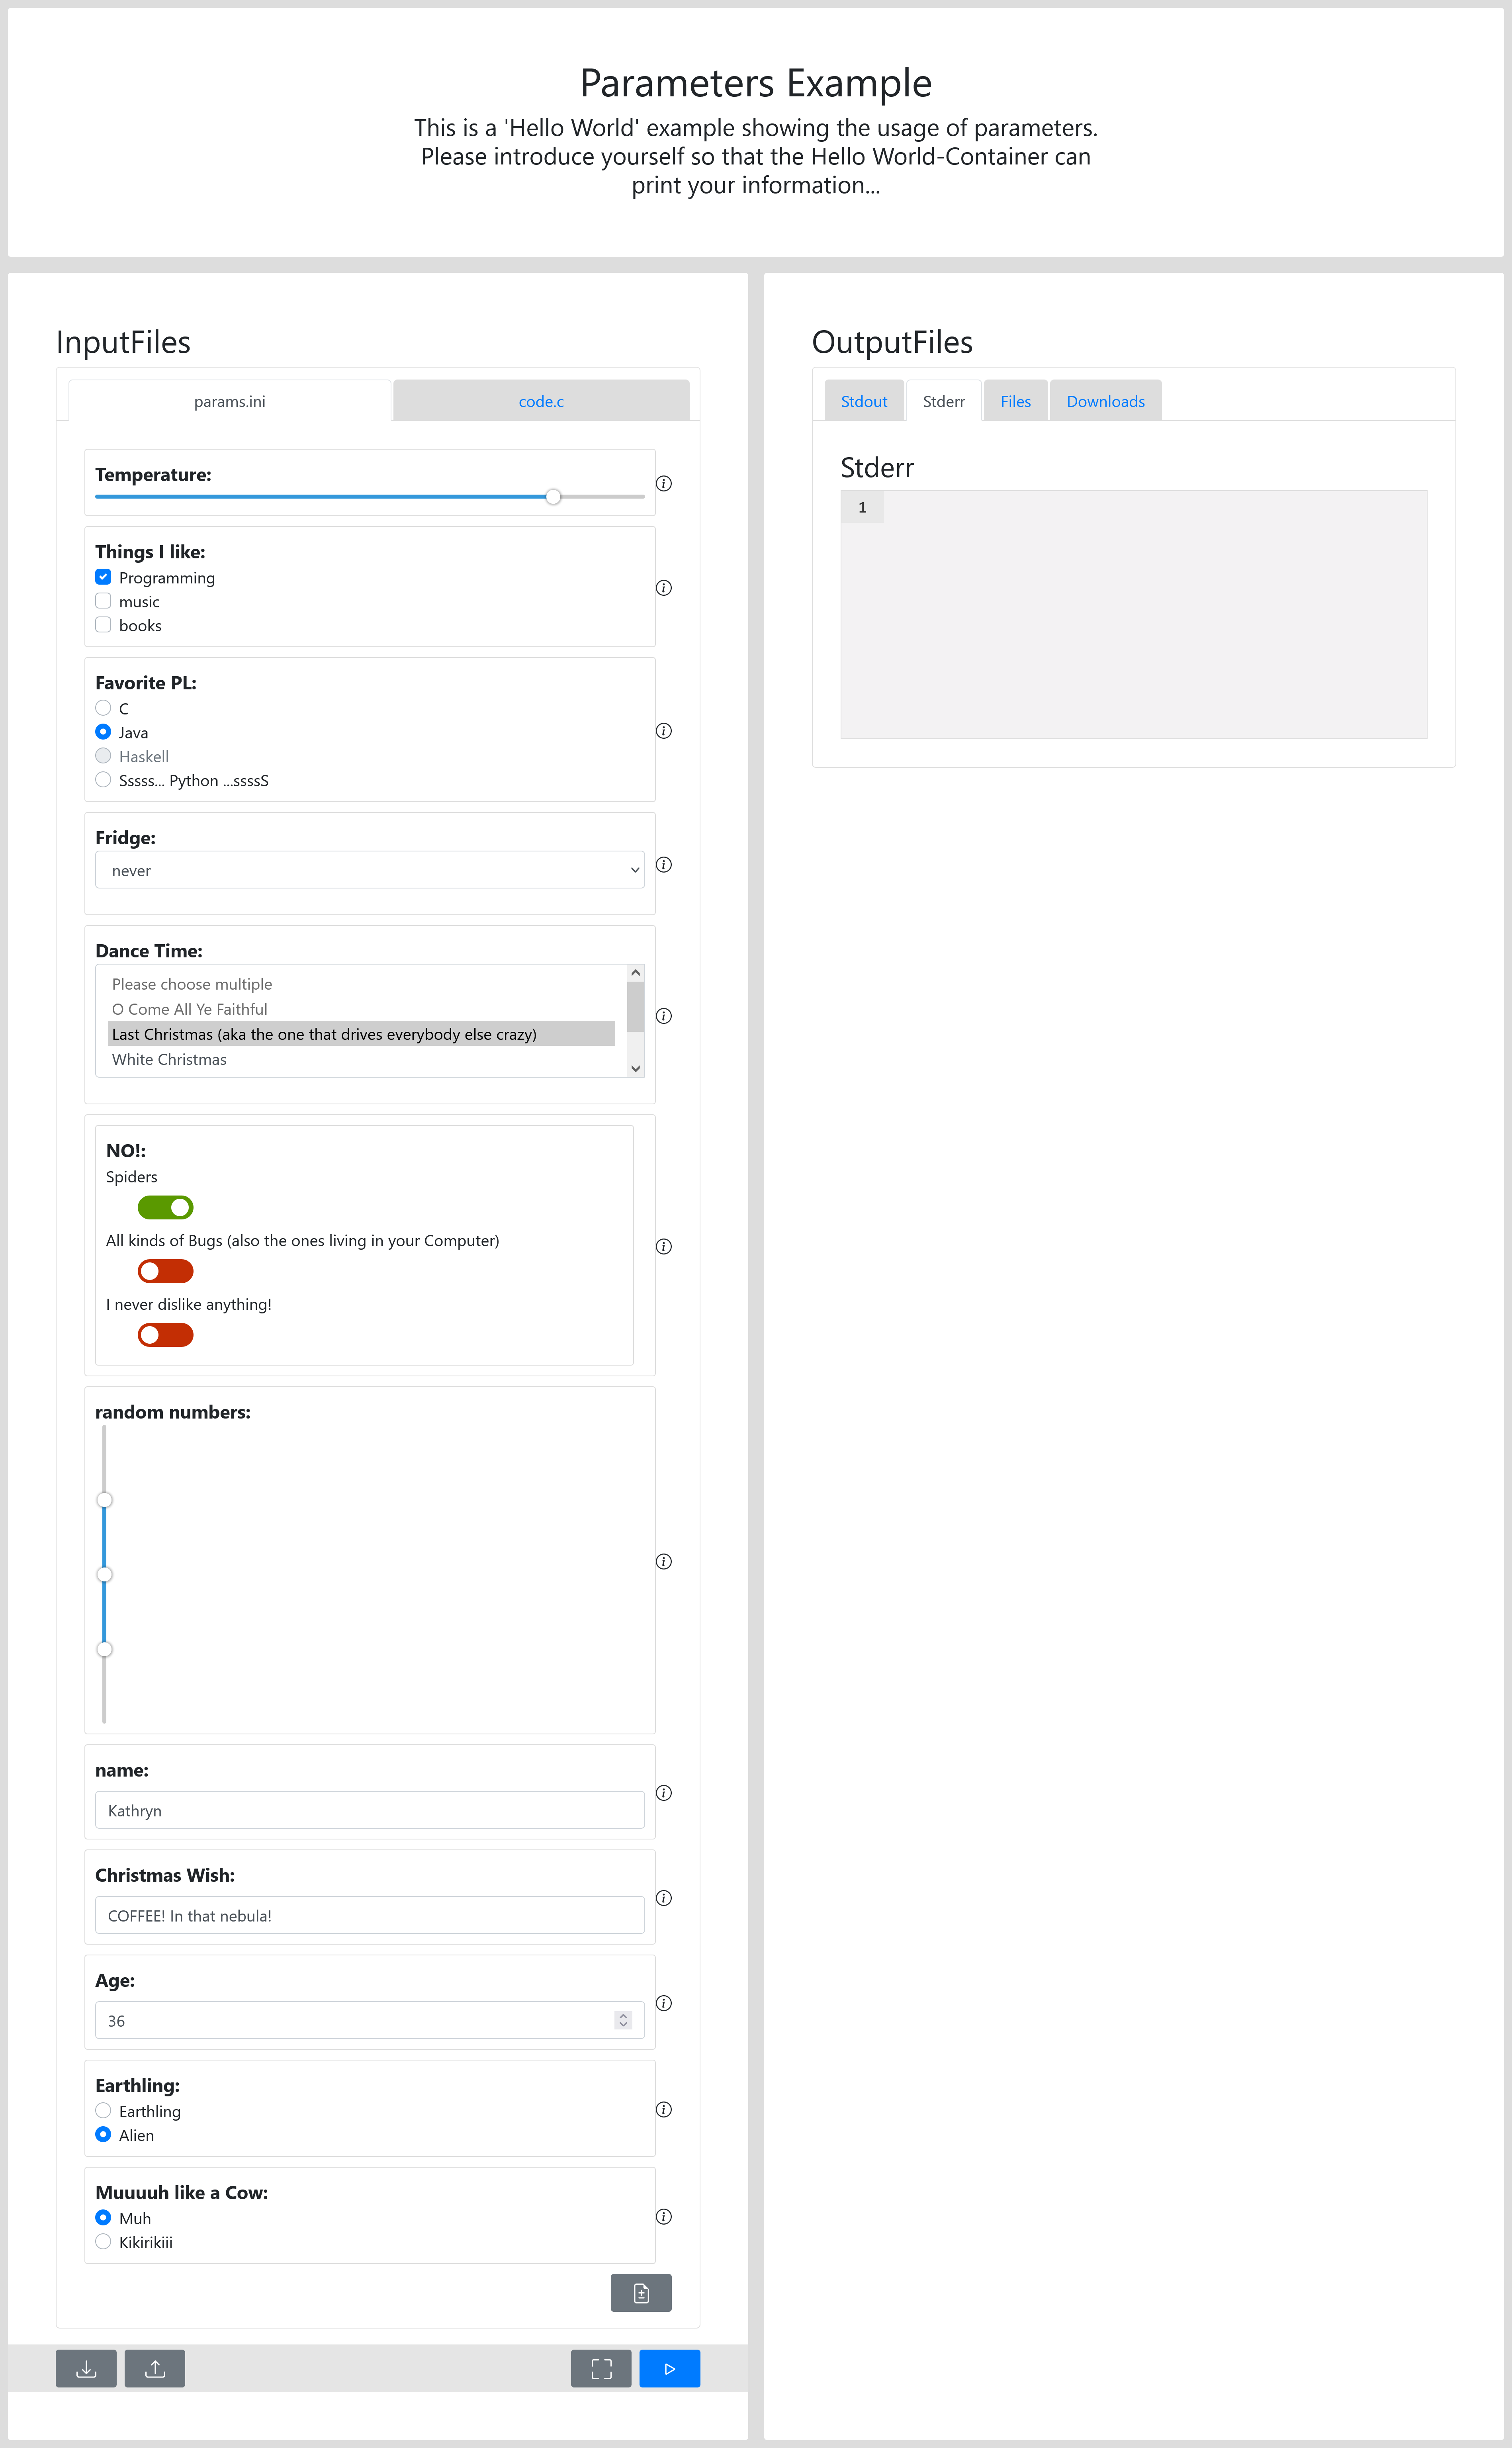 Parameters Example
This is a 'Hello World' example showing the usage of parameters.
Please introduce yourself so that the Hello World-Container can
print your information...
InputFiles
params.ini
code.c
Temperature:
Things I like:
Programming
music
books
Favorite PL:
C
Java
Haskell
Sssss... Python ...ssssS
Fridge:
never
Dance Time:
Please choose multiple
O Come All Ye Faithful
Last Christmas (aka the one that drives everybody else crazy)
White Christmas
NO!:
Spiders
All kinds of Bugs (also the ones living in your Computer)
I never dislike anything!
random numbers:
name:
Kathryn
Christmas Wish:
COFFEE! In that nebula!
Age:
36
Earthling:
Earthling
Alien
Muuuuh like a Cow:
Muh
Kikirikiii
OutputFiles
Stdout
Stderr
Files
Downloads
Stderr
1